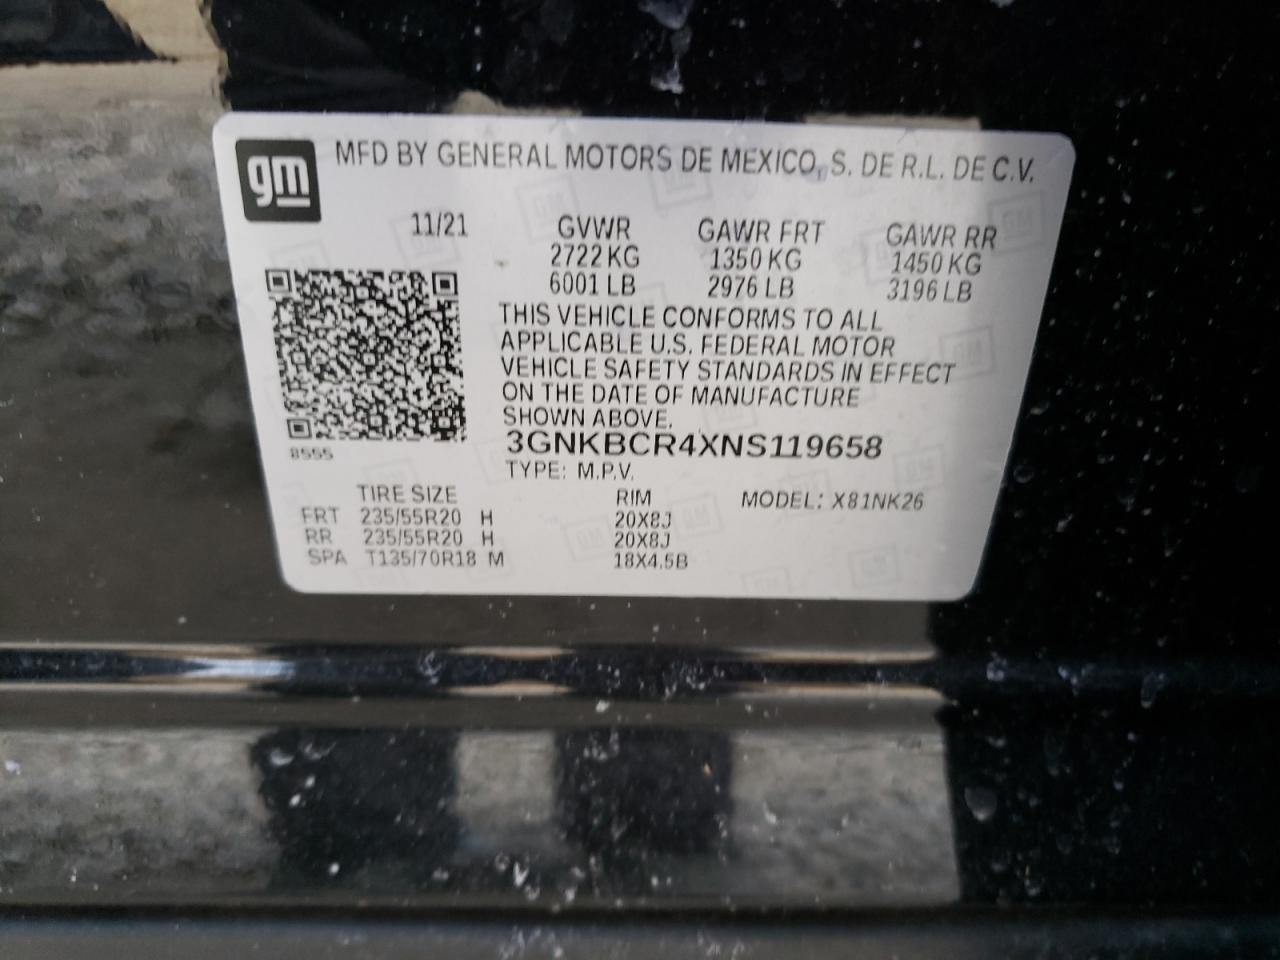 gm
MFD BY GENERAL MOTORS DE MEXICO, S. DE R.L. DE C.V.
11/21 GVWR GAWR FRT GAWR RR
2722 KG 1350 KG 1450 KG
6001 LB 2976 LB 3196 LB
THIS VEHICLE CONFORMS TO ALL
APPLICABLE U.S. FEDERAL MOTOR
VEHICLE SAFETY STANDARDS IN EFFECT
ON THE DATE OF MANUFACTURE
SHOWN ABOVE.
3GNKBCR4XNS119658
8555
TYPE: M.P.V.
TIRE SIZE RIM MODEL: X81NK26
FRT 235/55R20 H 20X8J
RR 235/55R20 H 20X8J
SPA T135/70R18 M 18X4.5B